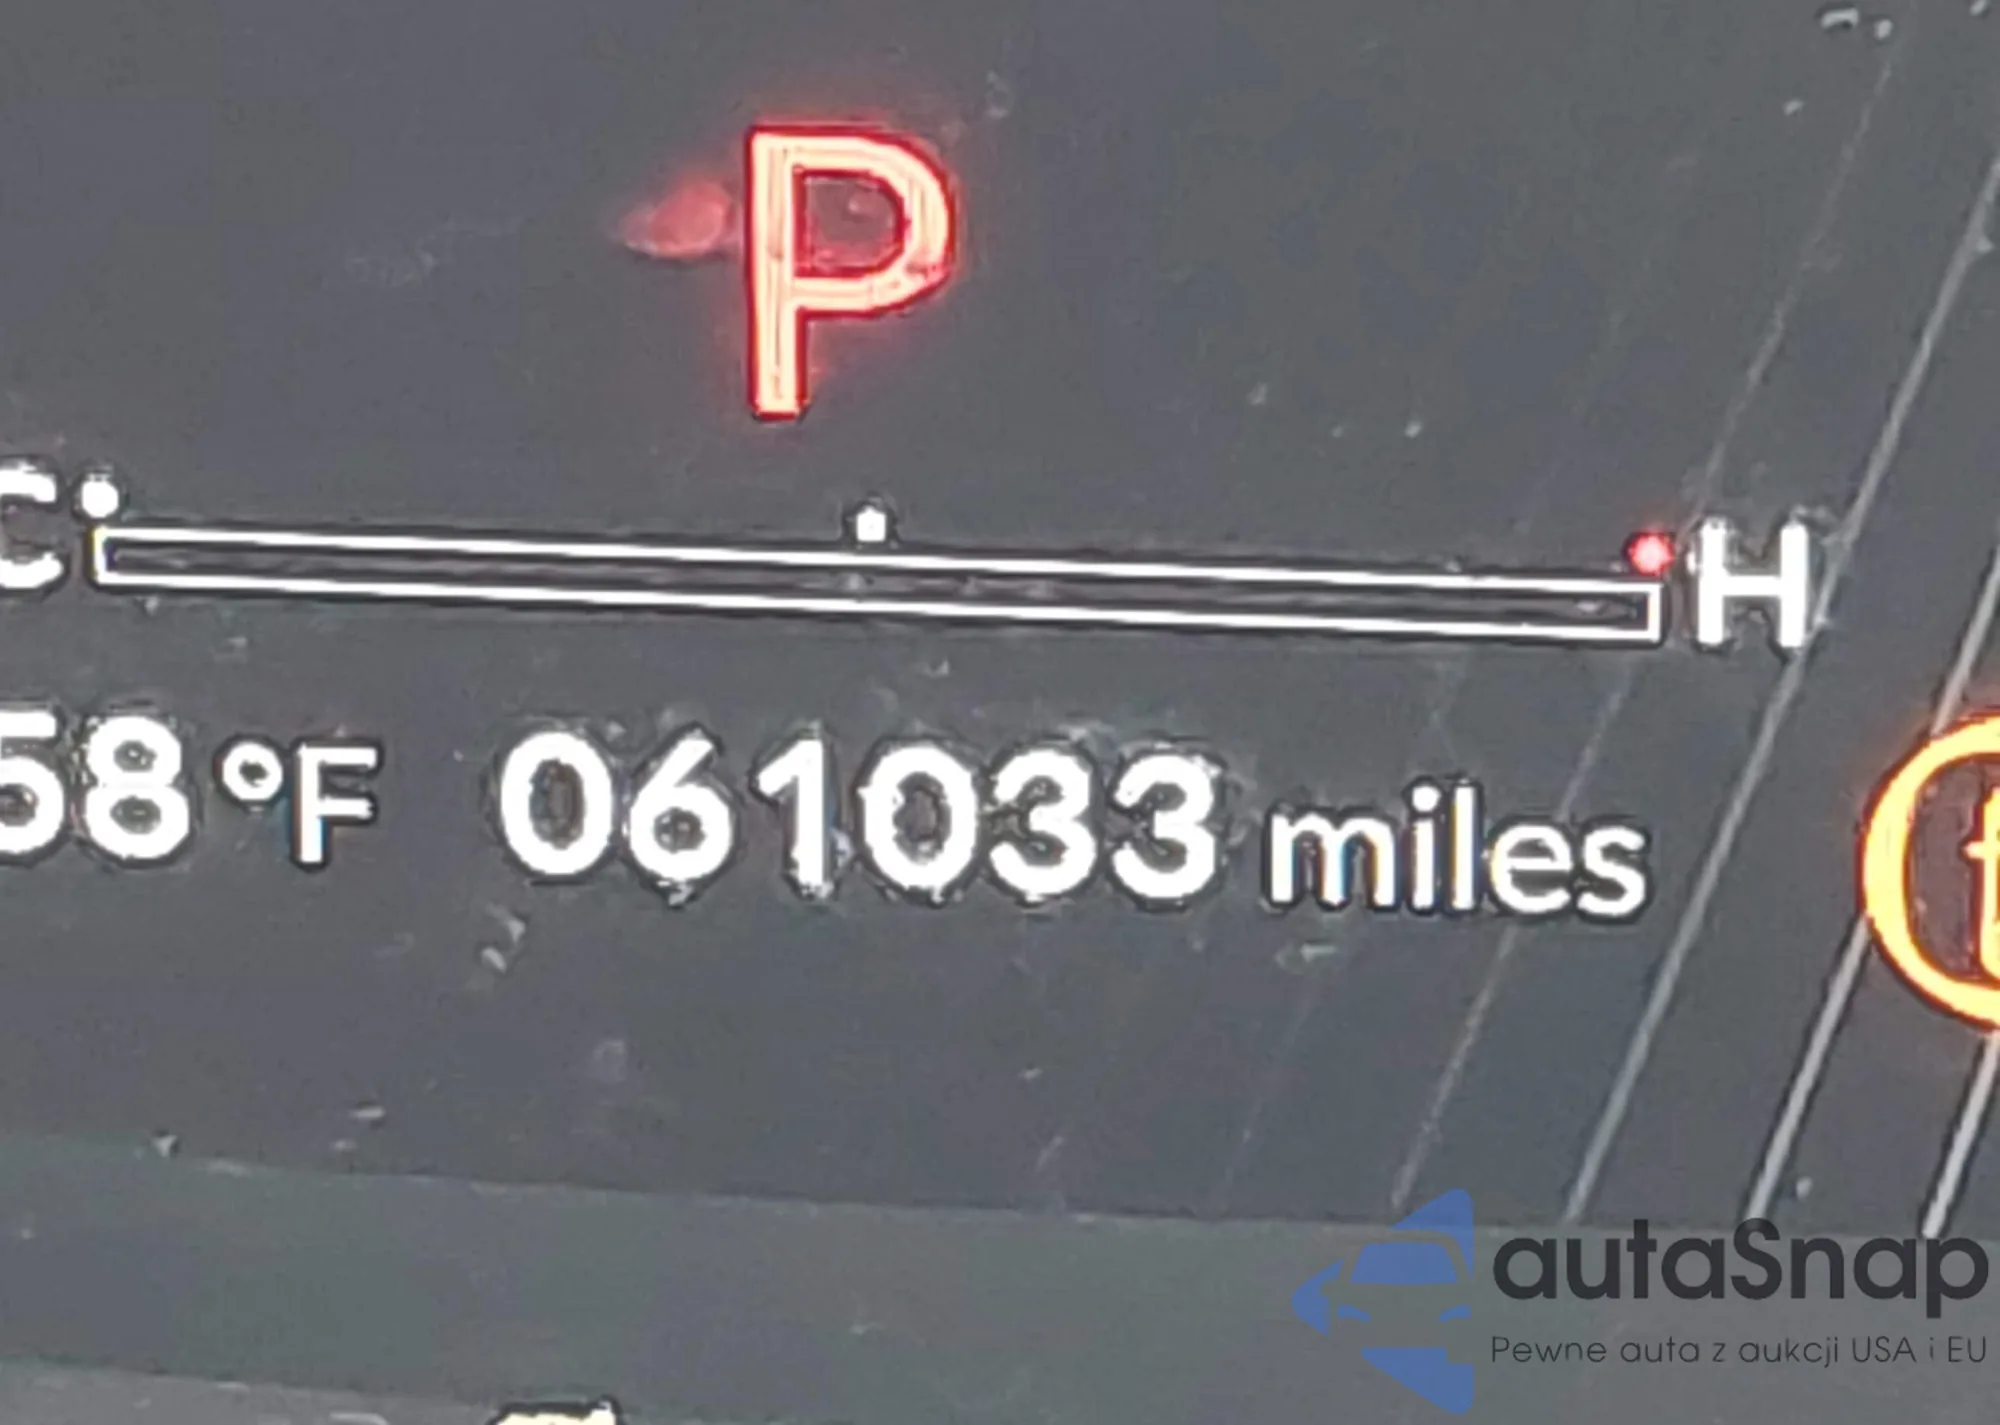 P
C H
58°F 061033 miles
autaSnap
Pewne auta z aukcji USA i EU